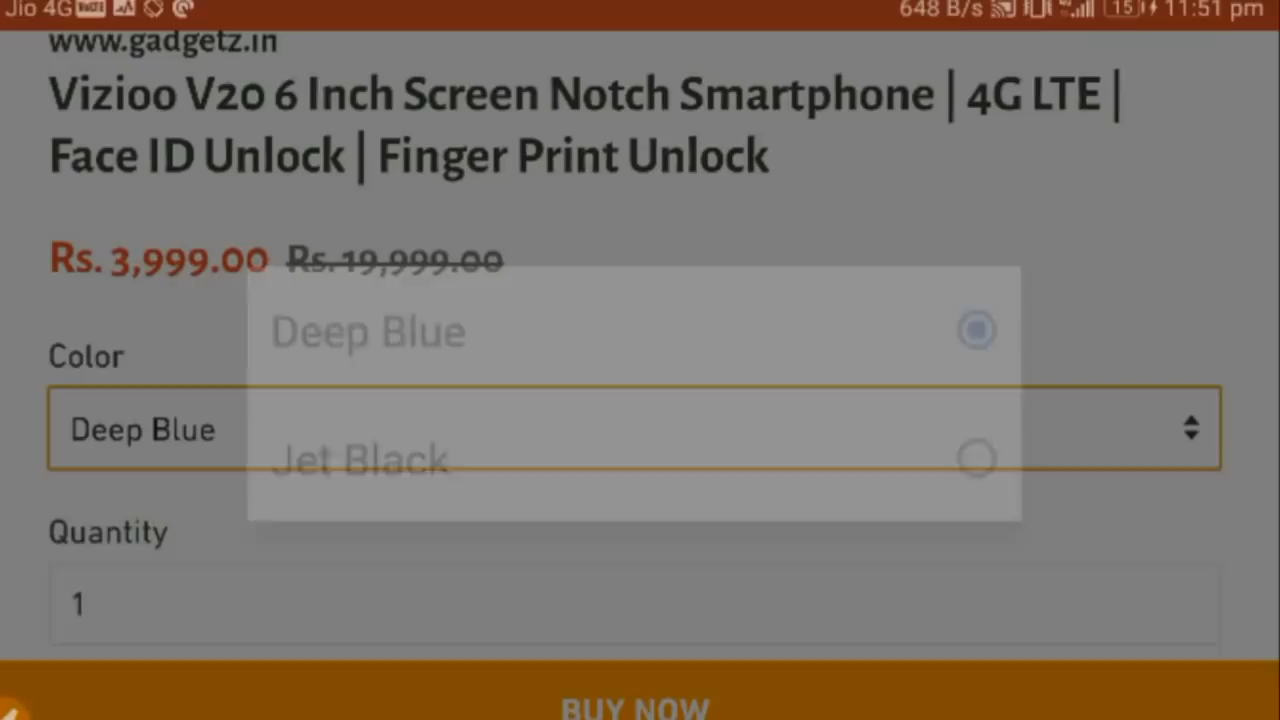 Jio 4G VoLTE 648 B/s 15 11:51 pm
www.gadgetz.in
Vizioo V20 6 Inch Screen Notch Smartphone | 4G LTE |
Face ID Unlock | Finger Print Unlock
Rs. 3,999.00 Rs. 19,999.00
Color
Deep Blue
Deep Blue
Jet Black
Quantity
1
BUY NOW